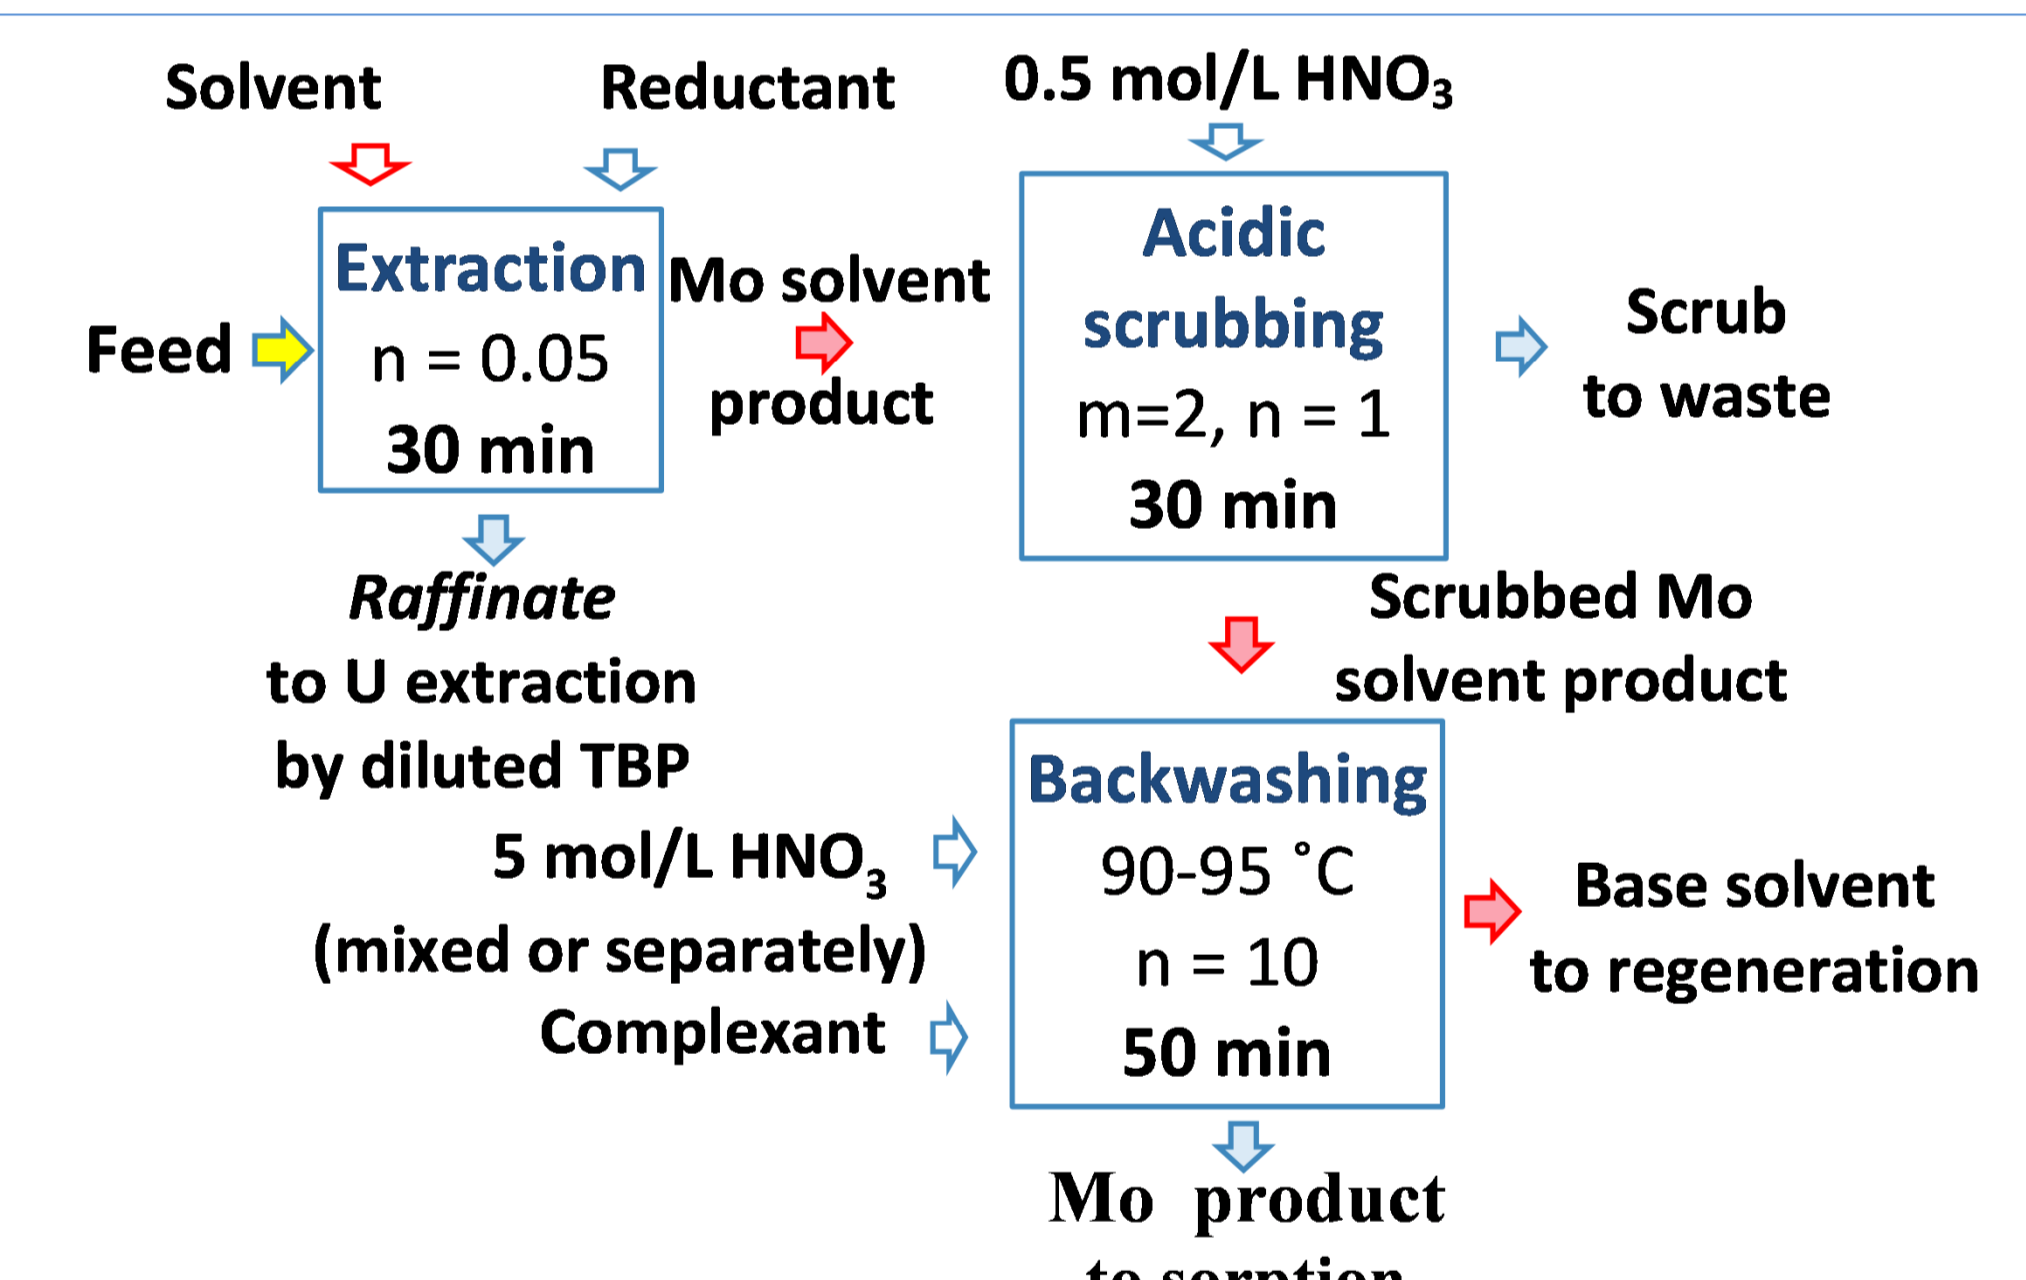 Solvent
Reductant
0.5 mol/L HNO₃
Extraction
n = 0.05
30 min
Feed
Mo solvent
product
Acidic
scrubbing
m=2, n = 1
30 min
Scrub
to waste
Raffinate
to U extraction
by diluted TBP
Scrubbed Mo
solvent product
5 mol/L HNO₃
(mixed or separately)
Complexant
Backwashing
90-95 ˚C
n = 10
50 min
Base solvent
to regeneration
Mo product
to sorption